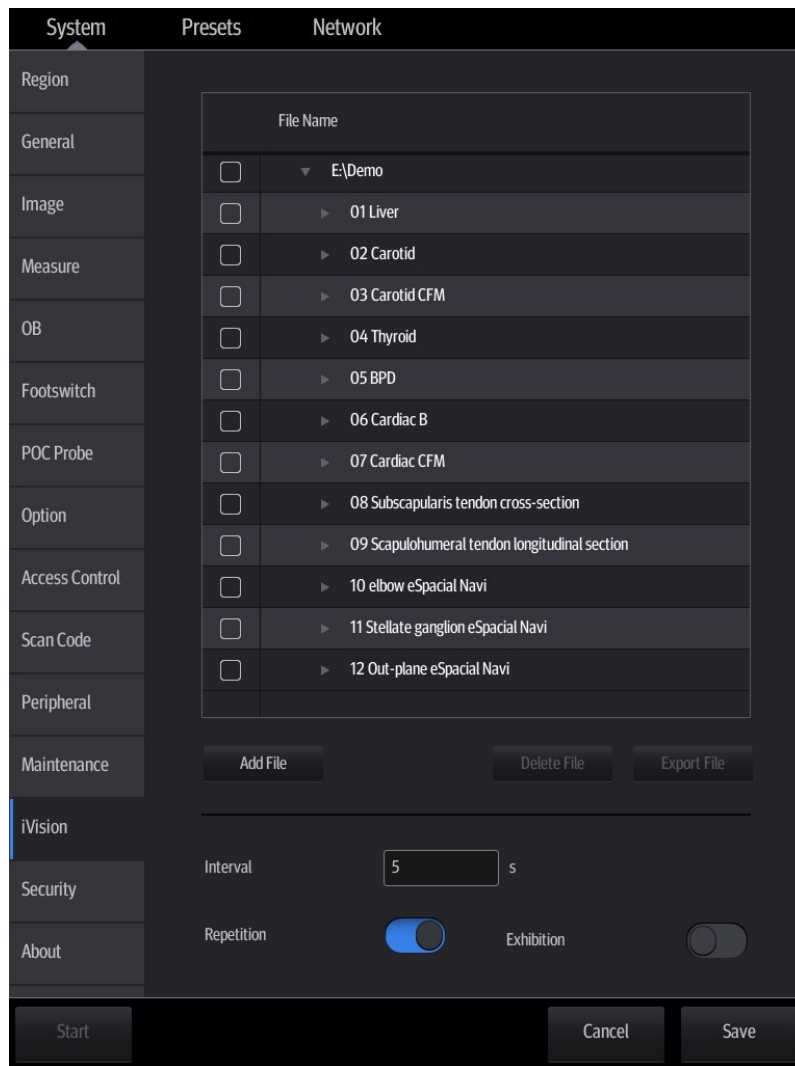 System Presets Network
Region
General
Image
Measure
OB
Footswitch
POC Probe
Option
Access Control
Scan Code
Peripheral
Maintenance
iVision
Security
About
File Name
E:\Demo
01 Liver
02 Carotid
03 Carotid CFM
04 Thyroid
05 BPD
06 Cardiac B
07 Cardiac CFM
08 Subscapularis tendon cross-section
09 Scapulohumeral tendon longitudinal section
10 elbow eSpacial Navi
11 Stellate ganglion eSpacial Navi
12 Out-plane eSpacial Navi
Add File Delete File Export File
Interval 5 s
Repetition Exhibition
Start Cancel Save